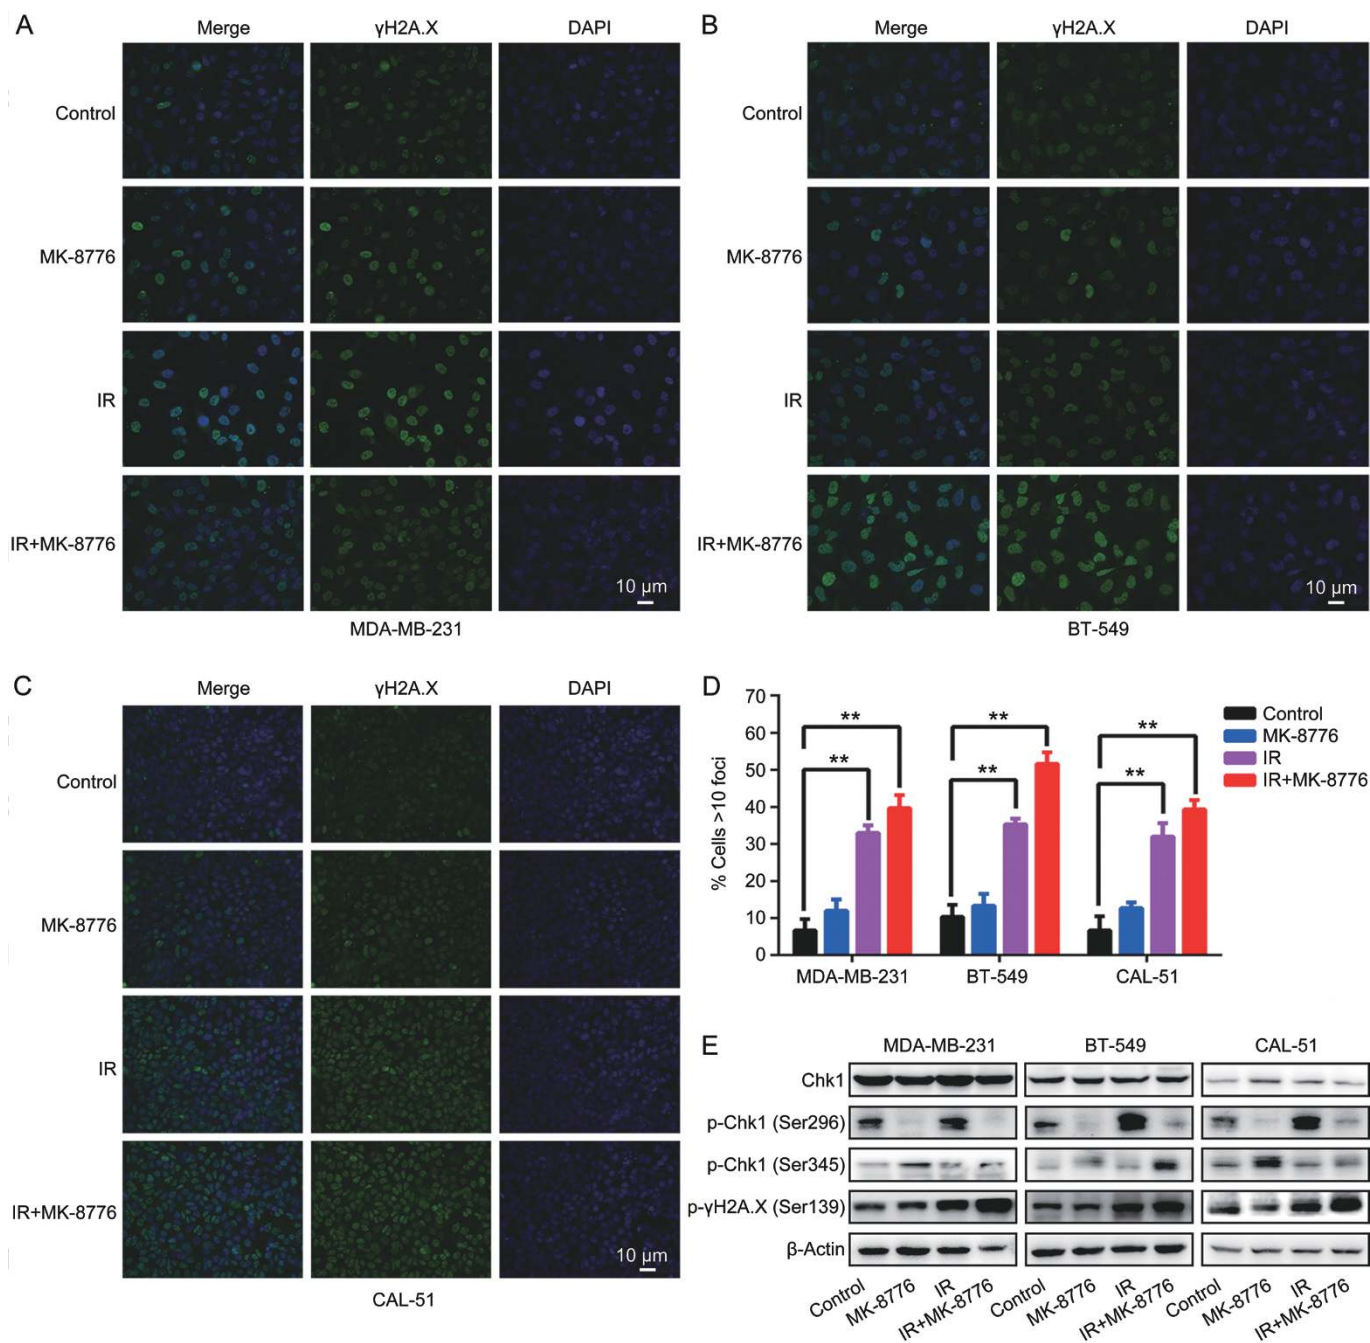 A
Merge γH2A.X DAPI
Control
MK-8776
IR
IR+MK-8776
10 μm
MDA-MB-231
B
Merge γH2A.X DAPI
Control
MK-8776
IR
IR+MK-8776
10 μm
BT-549
C
Merge γH2A.X DAPI
Control
MK-8776
IR
IR+MK-8776
10 μm
CAL-51
D
% Cells >10 foci
70
60
50
40
30
20
10
0
** ** **
** ** **
MDA-MB-231 BT-549 CAL-51
Control
MK-8776
IR
IR+MK-8776
E
MDA-MB-231 BT-549 CAL-51
Chk1
p-Chk1 (Ser296)
p-Chk1 (Ser345)
p-γH2A.X (Ser139)
β-Actin
Control MK-8776 IR IR+MK-8776 Control MK-8776 IR IR+MK-8776 Control MK-8776 IR IR+MK-8776